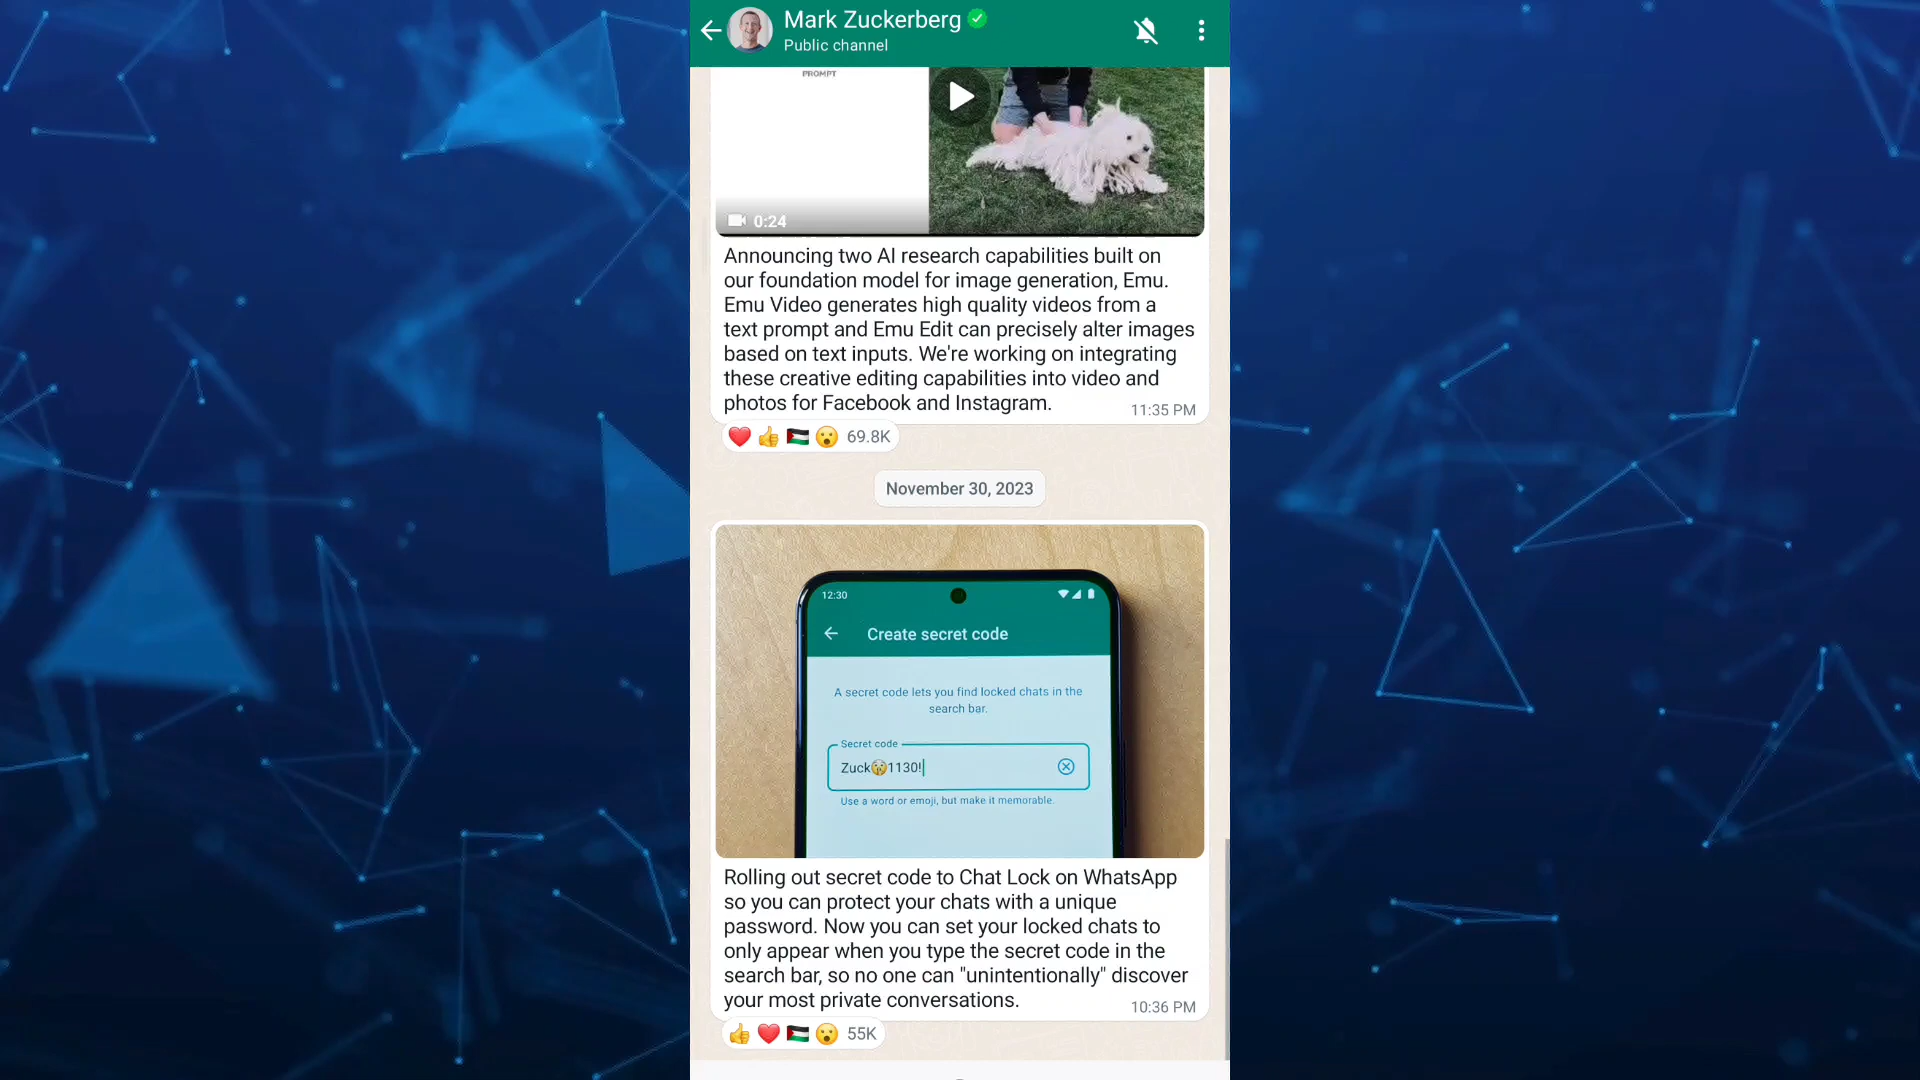 Mark Zuckerberg
Public channel
PROMPT
0:24
Announcing two AI research capabilities built on
our foundation model for image generation, Emu.
Emu Video generates high quality videos from a
text prompt and Emu Edit can precisely alter images
based on text inputs. We're working on integrating
these creative editing capabilities into video and
photos for Facebook and Instagram.
11:35 PM
❤️👍🇵🇸😮 69.8K
November 30, 2023
12:30
Create secret code
A secret code lets you find locked chats in the
search bar.
Secret code
Zuck🫣1130!
Use a word or emoji, but make it memorable.
Rolling out secret code to Chat Lock on WhatsApp
so you can protect your chats with a unique
password. Now you can set your locked chats to
only appear when you type the secret code in the
search bar, so no one can "unintentionally" discover
your most private conversations.
10:36 PM
👍❤️🇵🇸😮 55K